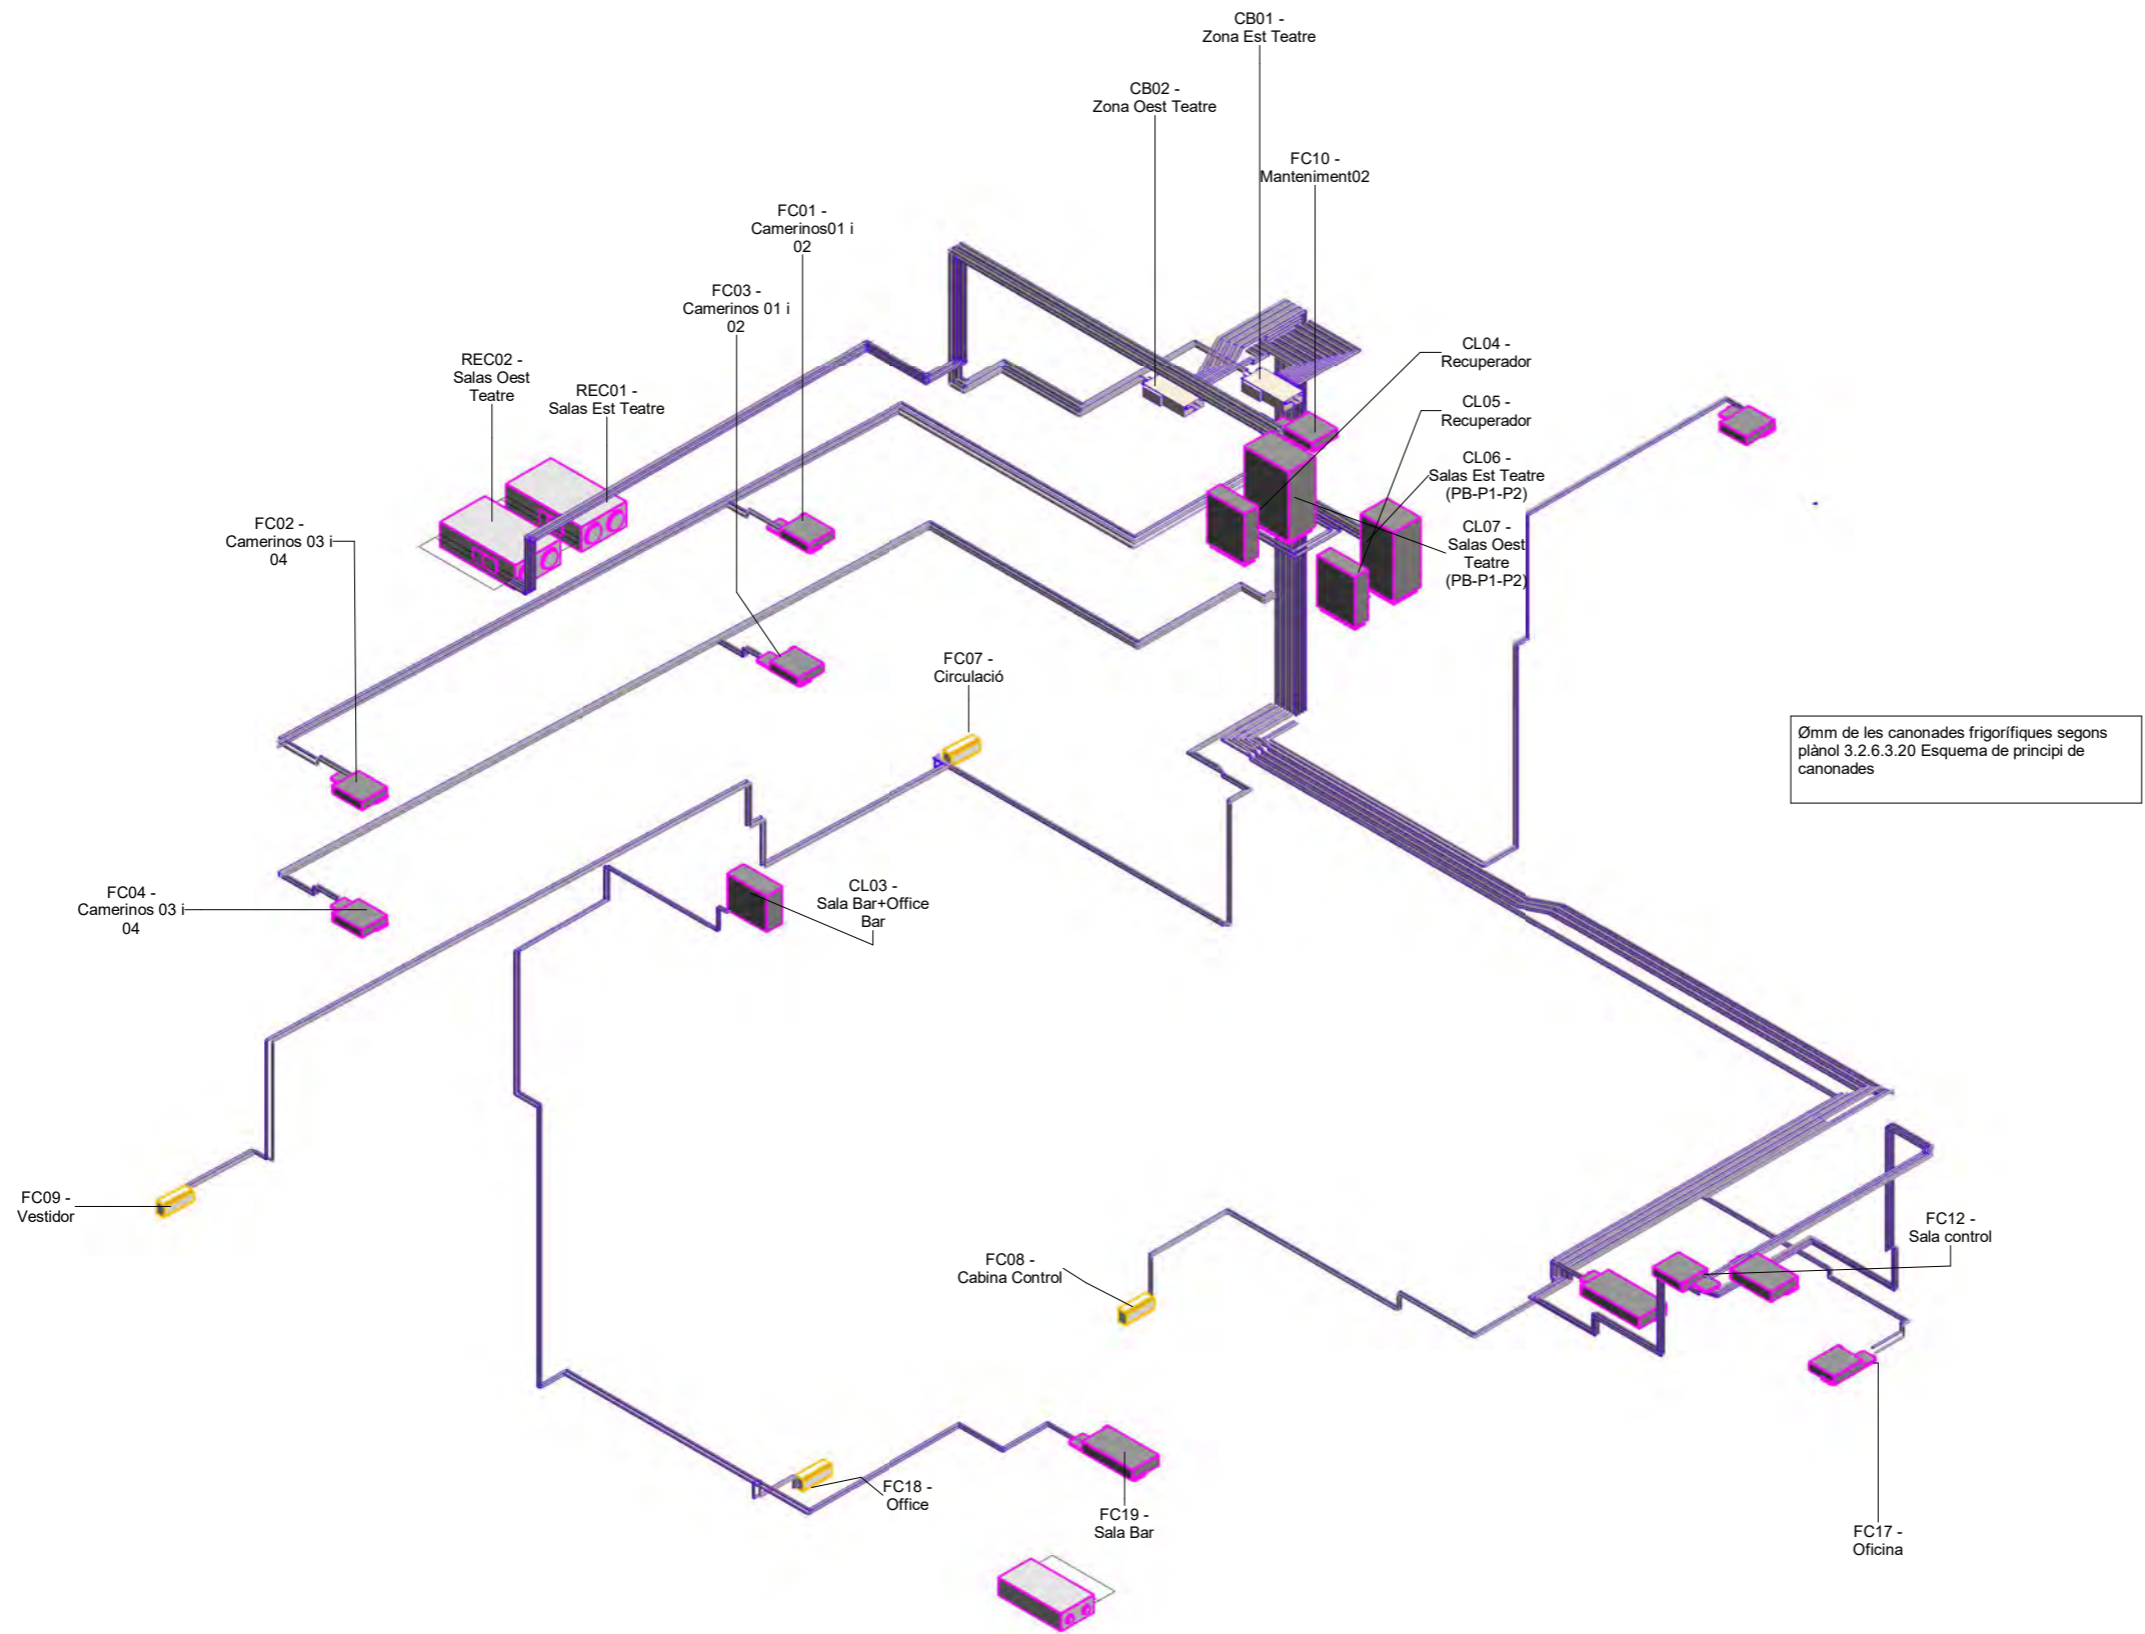 CB01 -
Zona Est Teatre
CB02 -
Zona Oest Teatre
FC10 -
Manteniment02
FC01 -
Camerinos01 i
02
FC03 -
Camerinos 01 i
02
REC02 -
Salas Oest
Teatre
REC01 -
Salas Est Teatre
CL04 -
Recuperador
CL05 -
Recuperador
CL06 -
Salas Est Teatre
(PB-P1-P2)
CL07 -
Salas Oest
Teatre
(PB-P1-P2)
FC02 -
Camerinos 03 i
04
FC07 -
Circulació
Ømm de les canonades frigorífiques segons
plànol 3.2.6.3.20 Esquema de principi de
canonades
FC04 -
Camerinos 03 i
04
CL03 -
Sala Bar+Office
Bar
FC09 -
Vestidor
FC08 -
Cabina Control
FC12 -
Sala control
FC18 -
Office
FC19 -
Sala Bar
FC17 -
Oficina